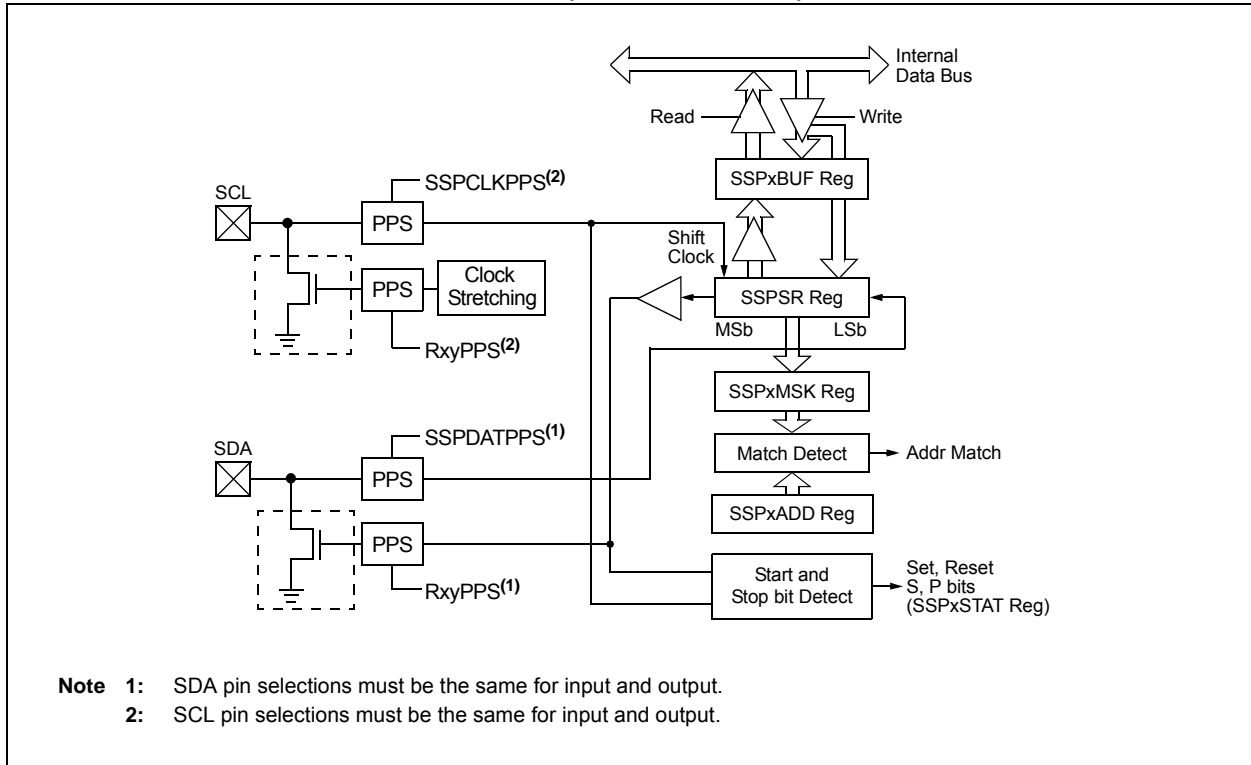 Internal
Data Bus
Read
Write
SSPxBUF Reg
SSPCLKPPS(2)
SCL
PPS
Shift
Clock
PPS
Clock
Stretching
SSPSR Reg
MSb
LSb
RxyPPS(2)
SSPxMSK Reg
SSPDATPPS(1)
SDA
PPS
Match Detect
Addr Match
SSPxADD Reg
PPS
RxyPPS(1)
Start and
Stop bit Detect
Set, Reset
S, P bits
(SSPxSTAT Reg)
Note 1: SDA pin selections must be the same for input and output.
2: SCL pin selections must be the same for input and output.